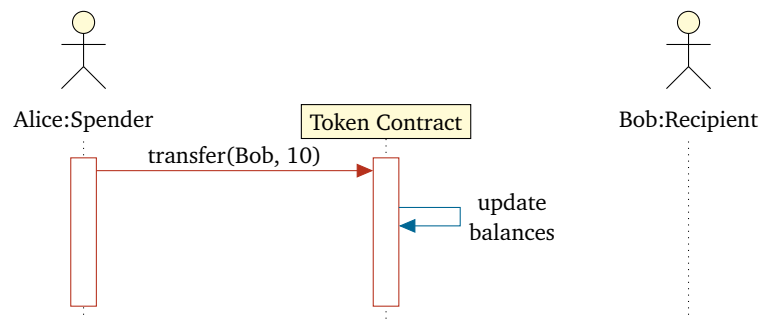 Alice:Spender
Token Contract
Bob:Recipient
transfer(Bob, 10)
update
balances